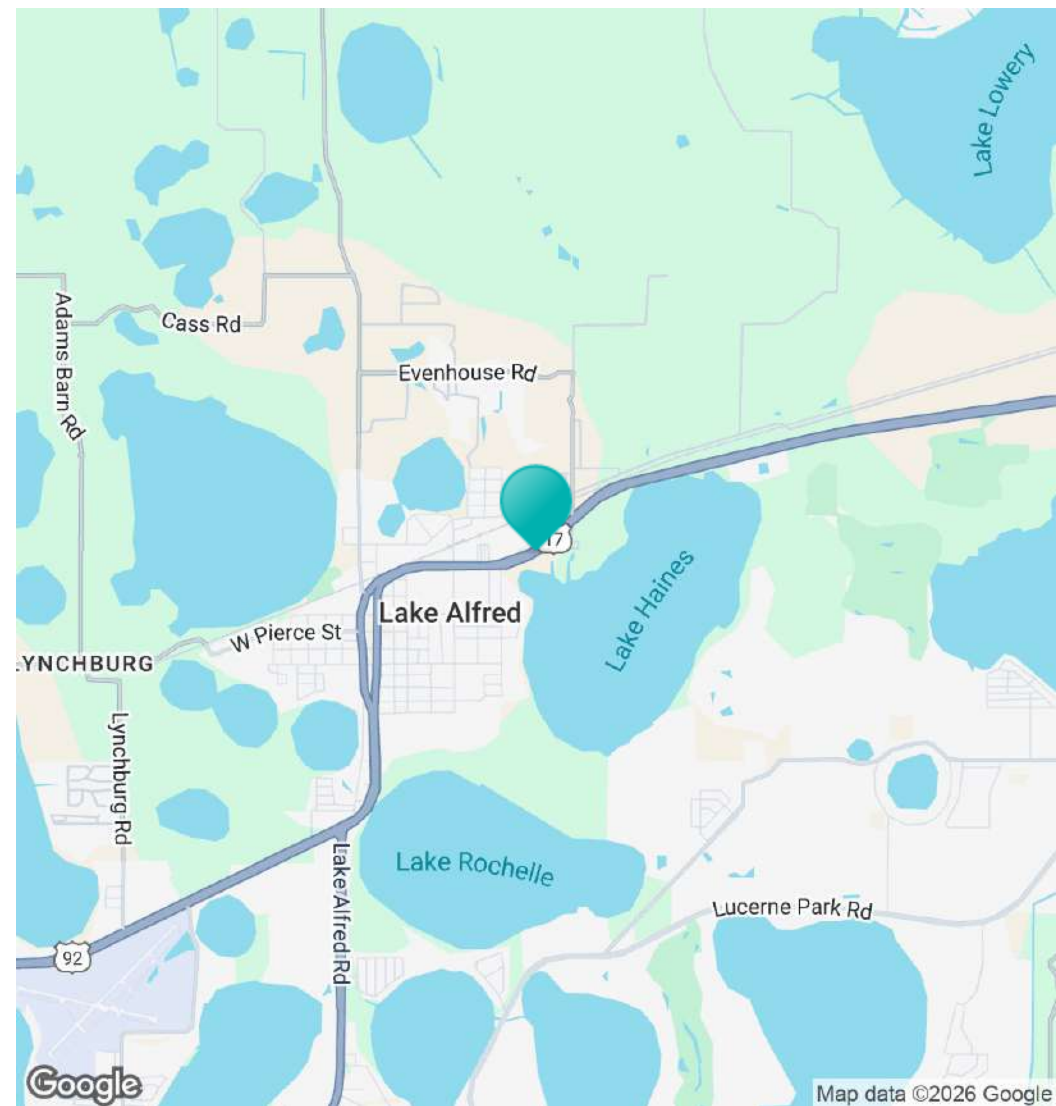 Lake Lowery
Adams Barn Rd
Cass Rd
Evenhouse Rd
17
Lake Haines
Lake Alfred
W Pierce St
LYNCHBURG
Lynchburg Rd
Lake Rochelle
Lake Alfred Rd
Lucerne Park Rd
92
Google
Map data ©2026 Google